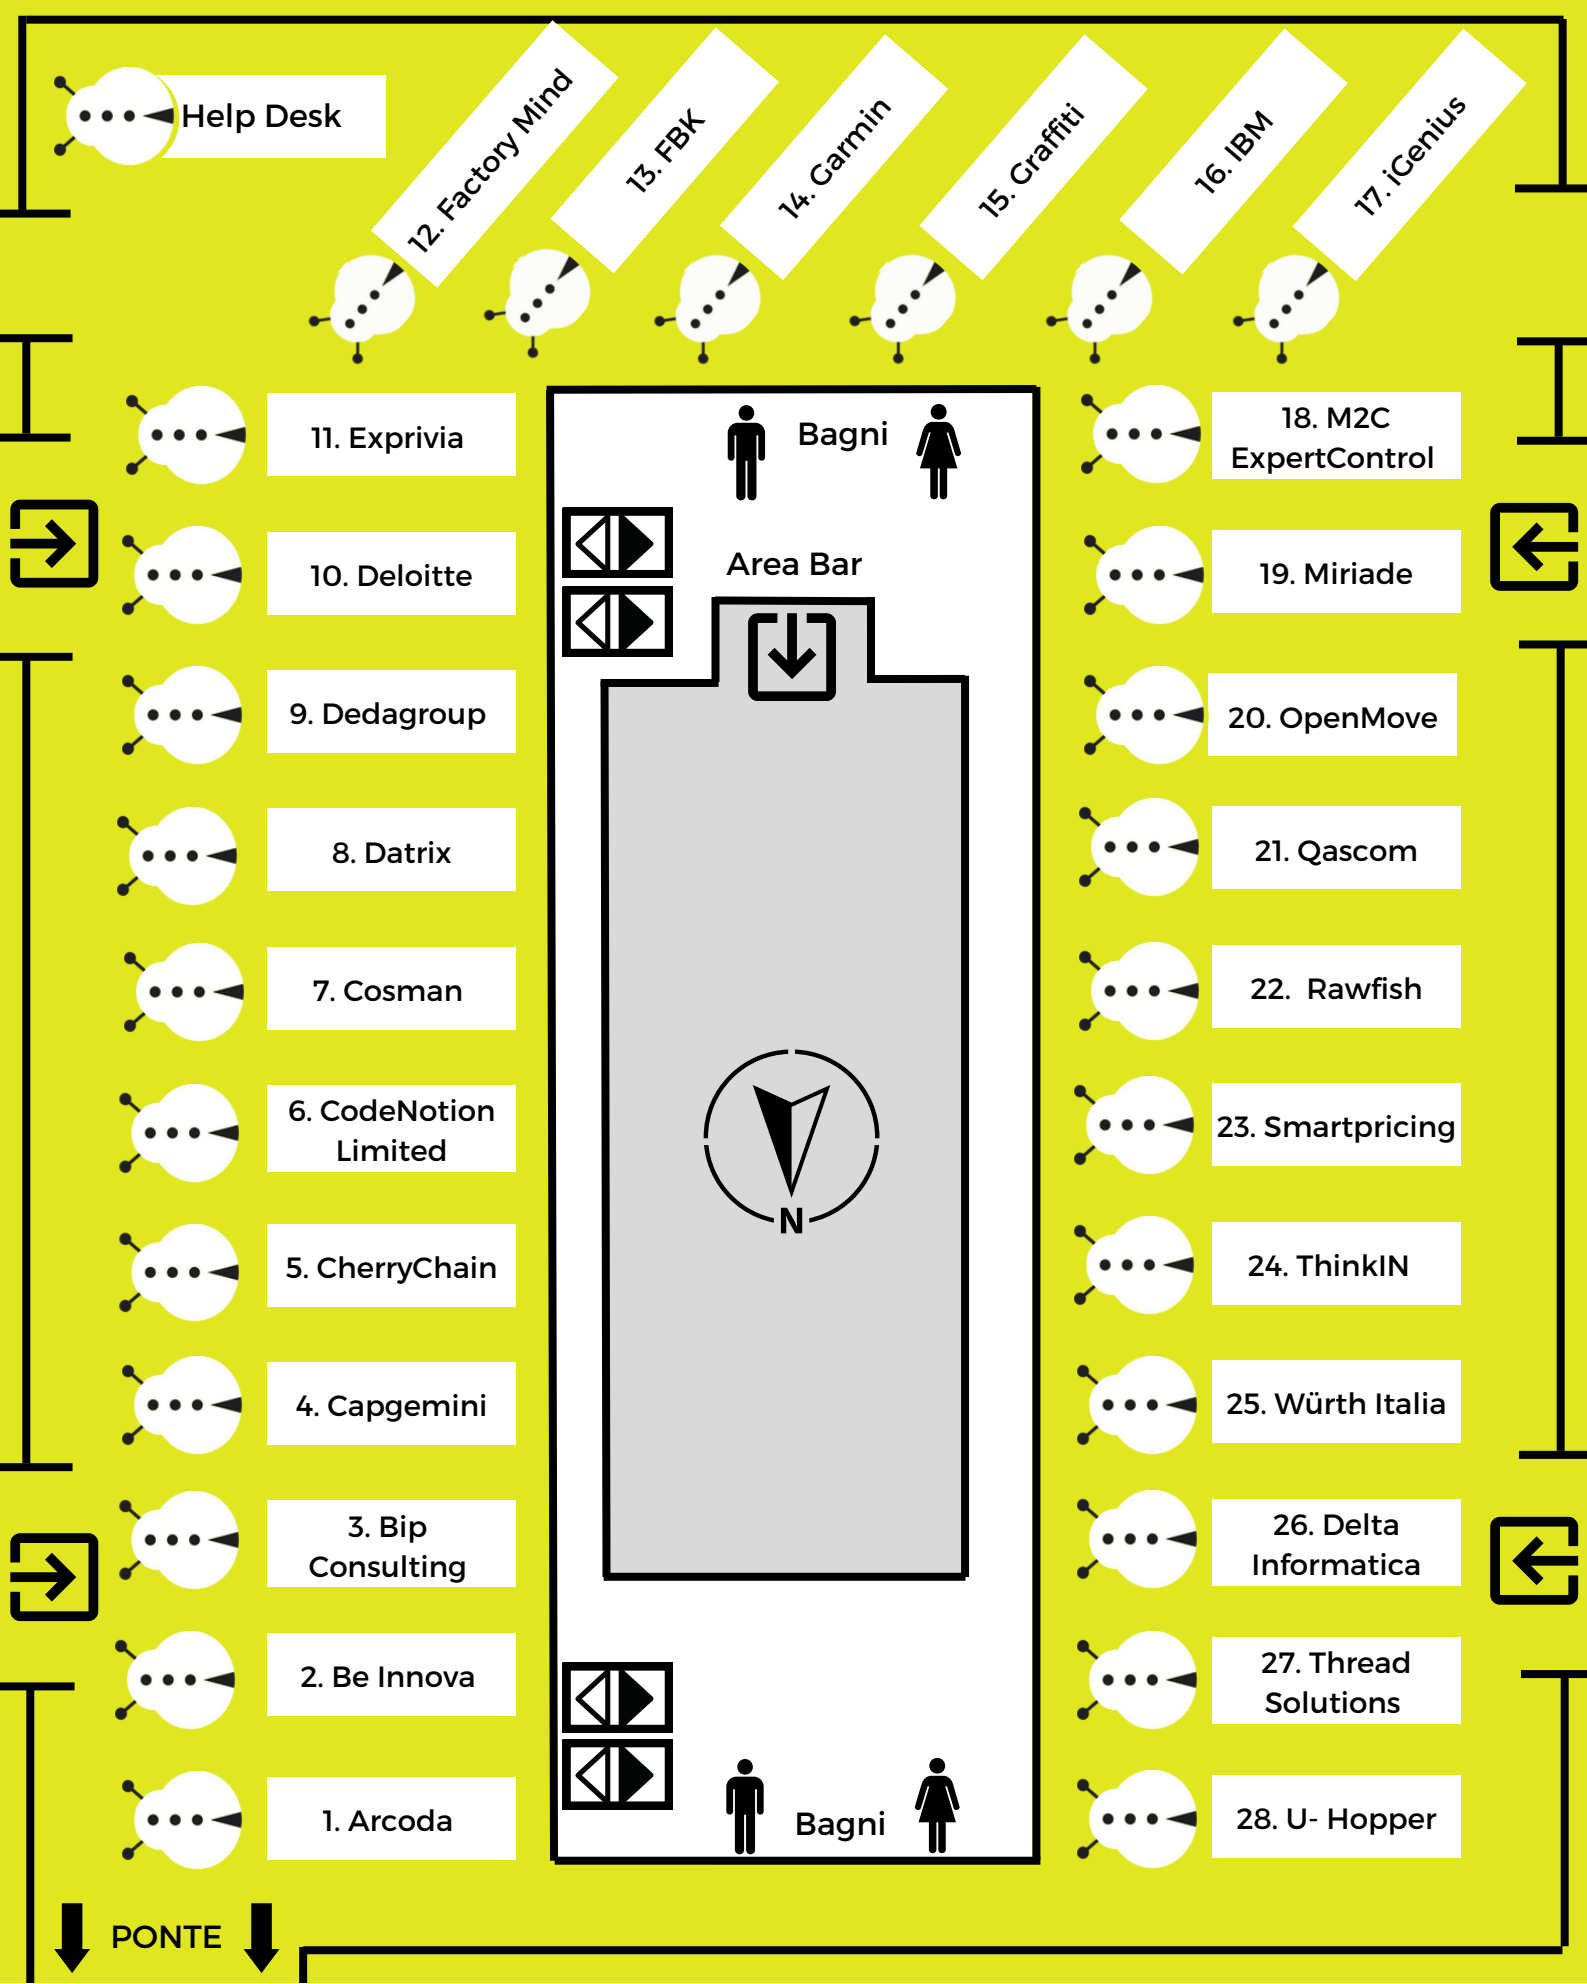 Help Desk
12. Factory Mind
13. FBK
14. Garmin
15. Graffiti
16. IBM
17. iGenius
11. Exprivia
10. Deloitte
9. Dedagroup
8. Datrix
7. Cosman
6. CodeNotion
Limited
5. CherryChain
4. Capgemini
3. Bip
Consulting
2. Be Innova
1. Arcoda
PONTE
Bagni
Area Bar
N
Bagni
18. M2C
ExpertControl
19. Miriade
20. OpenMove
21. Qascom
22. Rawfish
23. Smartpricing
24. ThinkIN
25. Würth Italia
26. Delta
Informatica
27. Thread
Solutions
28. U- Hopper